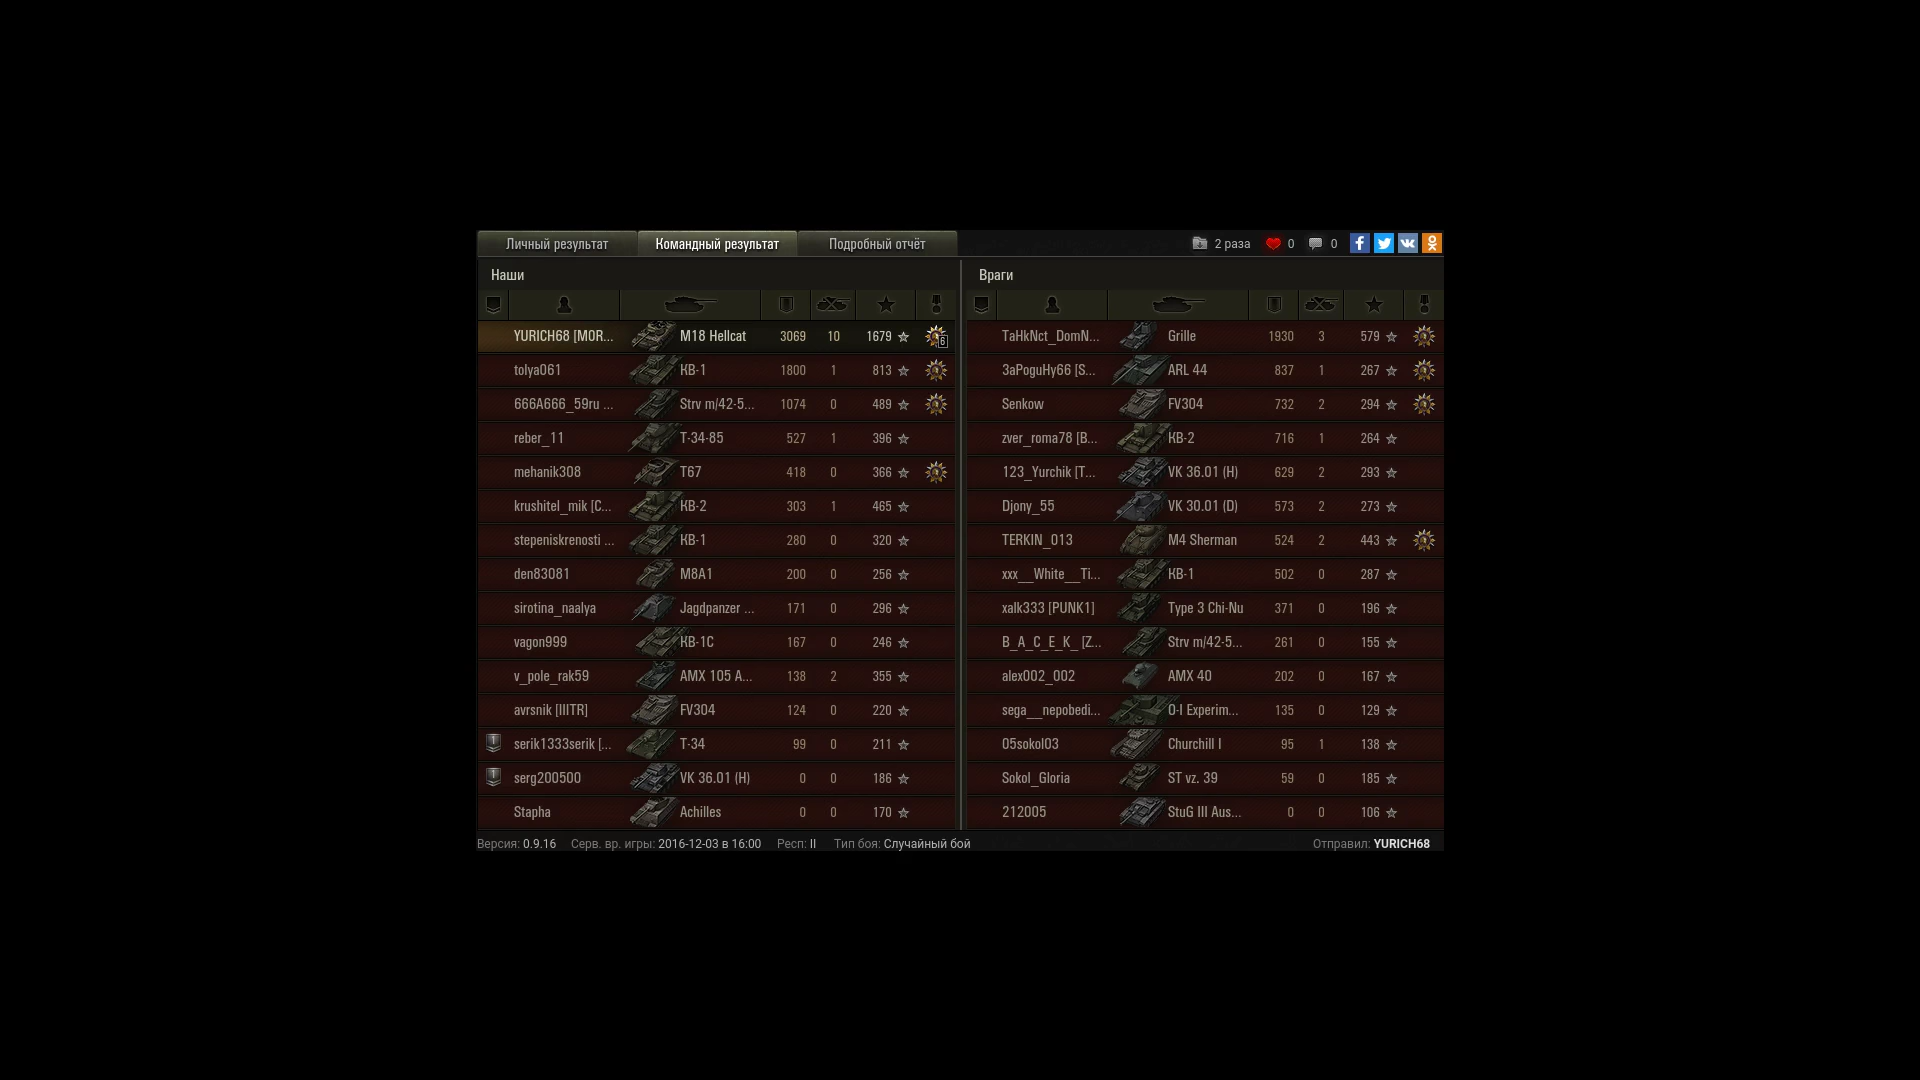 Личный результат Командный результат Подробный отчёт 2 раза 0 0
Наши Враги
YURICH68 [MOR... M18 Hellcat 3069 10 1679 6 TaHkNct_DomN... Grille 1930 3 579
tolya061 КВ-1 1800 1 813 3aPoguHy66 [S... ARL 44 837 1 267
666A666_59ru ... Strv m/42-5... 1074 0 489 Senkow FV304 732 2 294
reber_11 Т-34-85 527 1 396 zver_roma78 [B... КВ-2 716 1 264
mehanik308 T67 418 0 366 123_Yurchik [T... VK 36.01 (H) 629 2 293
krushitel_mik [C... КВ-2 303 1 465 Djony_55 VK 30.01 (D) 573 2 273
stepeniskrenosti ... КВ-1 280 0 320 TERKIN_013 M4 Sherman 524 2 443
den83081 M8A1 200 0 256 xxx__White__Ti... КВ-1 502 0 287
sirotina_naalya Jagdpanzer ... 171 0 296 xalk333 [PUNK1] Type 3 Chi-Nu 371 0 196
vagon999 КВ-1С 167 0 246 B_A_C_E_K_ [Z... Strv m/42-5... 261 0 155
v_pole_rak59 AMX 105 A... 138 2 355 alex002_002 AMX 40 202 0 167
avrsnik [IIITR] FV304 124 0 220 sega__nepobedi... O-I Experim... 135 0 129
serik1333serik [... Т-34 99 0 211 05sokol03 Churchill I 95 1 138
serg200500 VK 36.01 (H) 0 0 186 Sokol_Gloria ST vz. 39 59 0 185
Stapha Achilles 0 0 170 212005 StuG III Aus... 0 0 106
Версия: 0.9.16 Серв. вр. игры: 2016-12-03 в 16:00 Респ: II Тип боя: Случайный бой Отправил: YURICH68